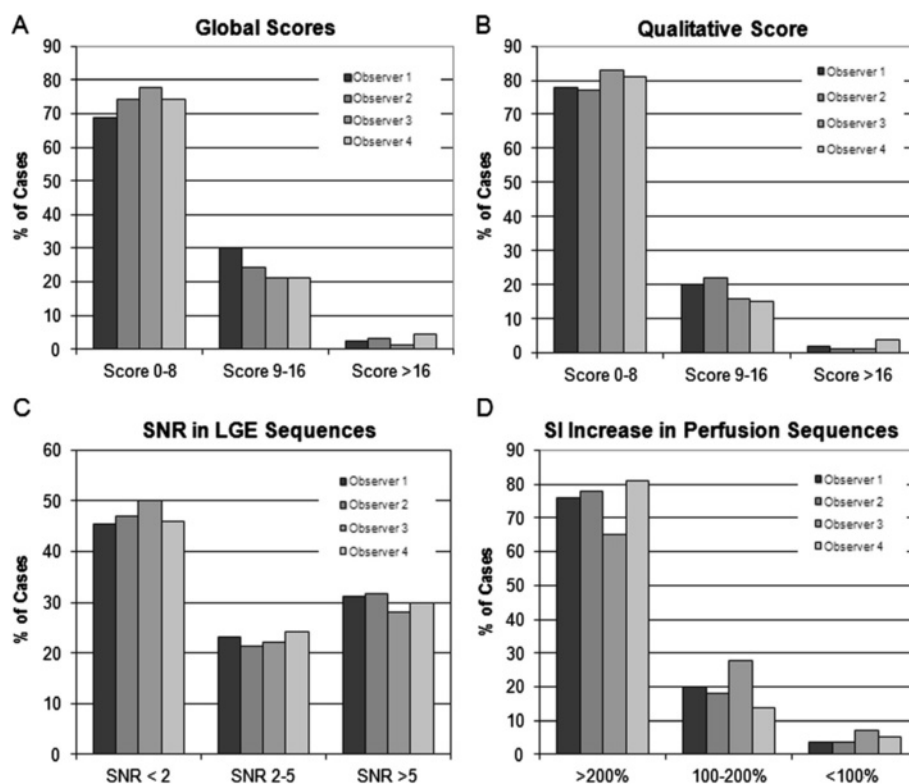 A
Global Scores
% of Cases
90
80
70
60
50
40
30
20
10
0
Observer 1
Observer 2
Observer 3
Observer 4
Score 0-8 Score 9-16 Score >16
B
Qualitative Score
% of Cases
90
80
70
60
50
40
30
20
10
0
Observer 1
Observer 2
Observer 3
Observer 4
Score 0-8 Score 9-16 Score >16
C
SNR in LGE Sequences
% of Cases
60
50
40
30
20
10
0
Observer 1
Observer 2
Observer 3
Observer 4
SNR < 2 SNR 2-5 SNR >5
D
SI Increase in Perfusion Sequences
% of Cases
90
80
70
60
50
40
30
20
10
0
Observer 1
Observer 2
Observer 3
Observer 4
>200% 100-200% <100%